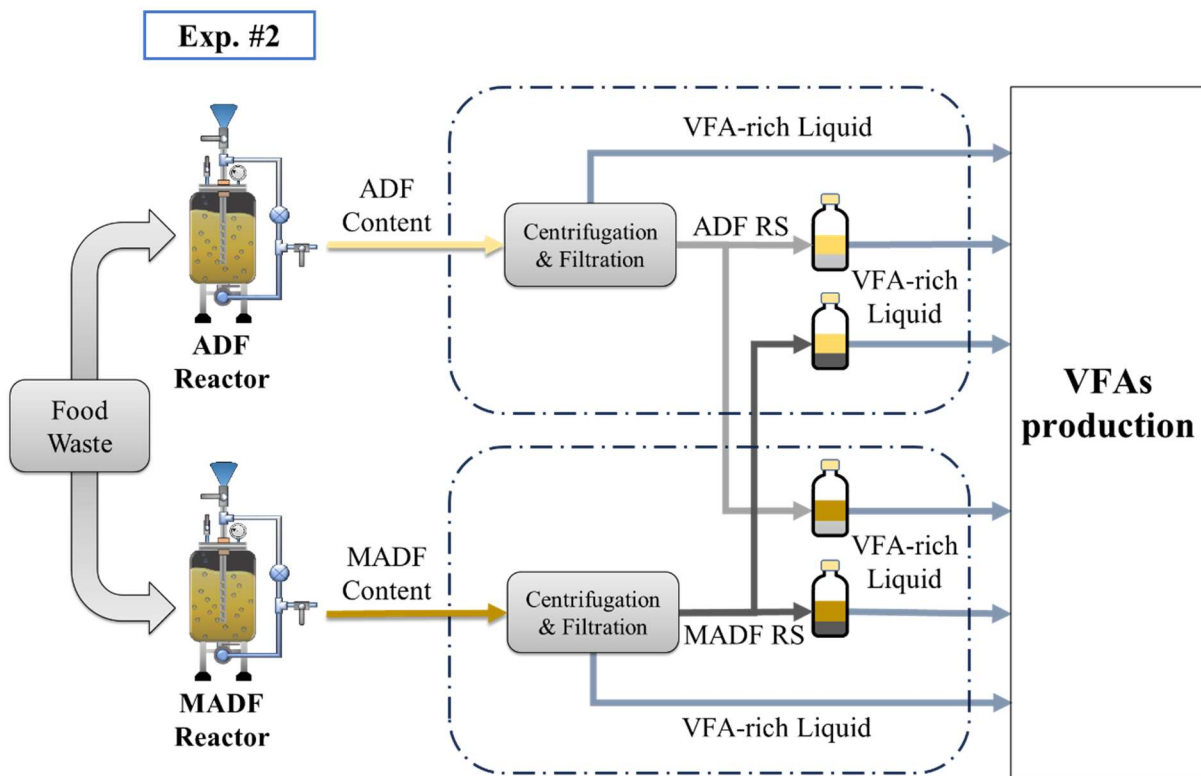 Exp. #2
VFA-rich Liquid
ADF
Content
Centrifugation
& Filtration
ADF RS
VFA-rich
Liquid
ADF
Reactor
Food
Waste
VFAs
production
MADF
Content
Centrifugation
& Filtration
VFA-rich
Liquid
MADF RS
MADF
Reactor
VFA-rich Liquid